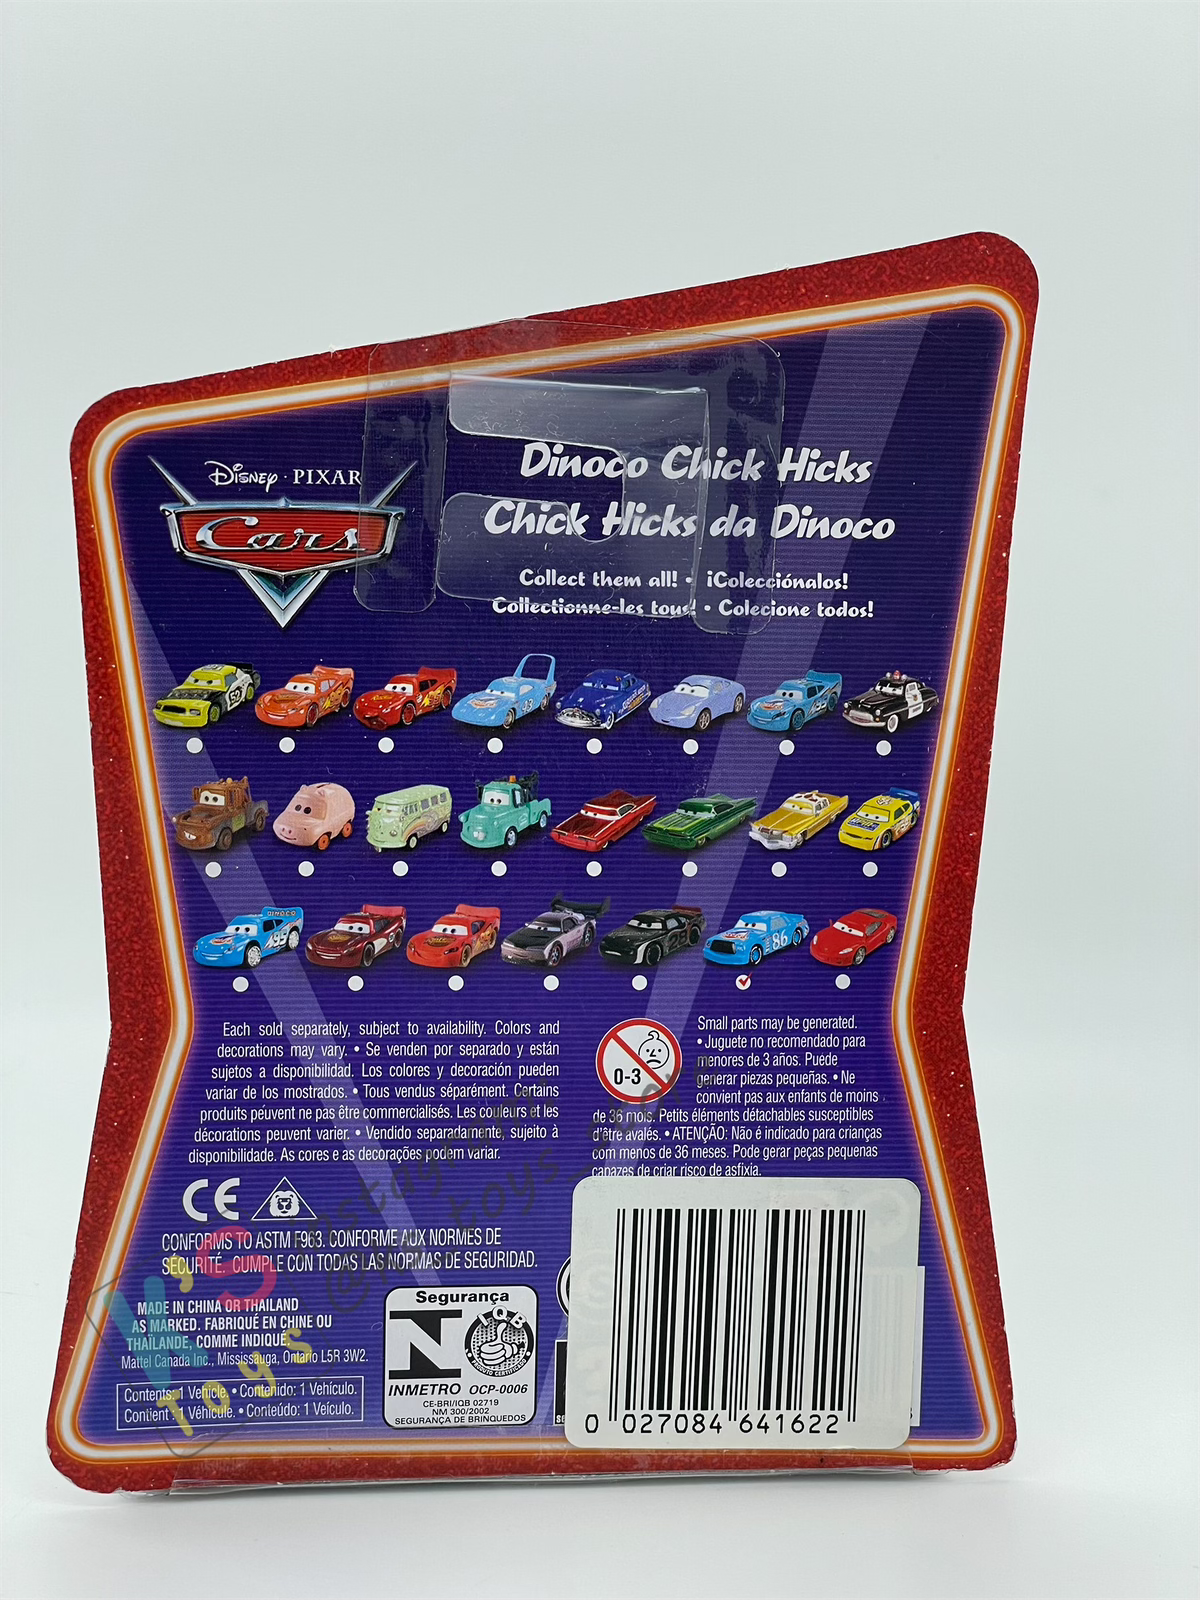 Disney · PIXAR
Cars
Dinoco Chick Hicks
Chick Hicks da Dinoco
Collect them all! • ¡Colecciónalos!
Collectionne-les tous! • Colecione todos!
Each sold separately, subject to availability. Colors and
decorations may vary. • Se venden por separado y están
sujetos a disponibilidad. Los colores y decoración pueden
variar de los mostrados. • Tous vendus séparément. Certains
produits peuvent ne pas être commercialisés. Les couleurs et les
décorations peuvent varier. • Vendido separadamente, sujeito à
disponibilidade. As cores e as decorações podem variar.
0-3
Small parts may be generated.
• Juguete no recomendado para
menores de 3 años. Puede
generar piezas pequeñas. • Ne
convient pas aux enfants de moins
de 36 mois. Petits éléments détachables susceptibles
d'être avalés. • ATENÇÃO: Não é indicado para crianças
com menos de 36 meses. Pode gerar peças pequenas
capazes de criar risco de asfixia.
CE
CONFORMS TO ASTM F963. CONFORME AUX NORMES DE
SÉCURITÉ. CUMPLE CON TODAS LAS NORMAS DE SEGURIDAD.
MADE IN CHINA OR THAILAND
AS MARKED. FABRIQUÉ EN CHINE OU
THAÏLANDE, COMME INDIQUÉ.
Mattel Canada Inc., Mississauga, Ontario L5R 3W2.
Contents: 1 Vehicle. • Contenido: 1 Vehículo.
Contient : 1 Véhicule. • Conteúdo: 1 Veículo.
Segurança
IQB
PRODUTO CERTIFICADO
INMETRO OCP-0006
CE-BRI/IQB 02719
NM 300/2002
SEGURANÇA DE BRINQUEDOS
0 027084 641622
K's Toys